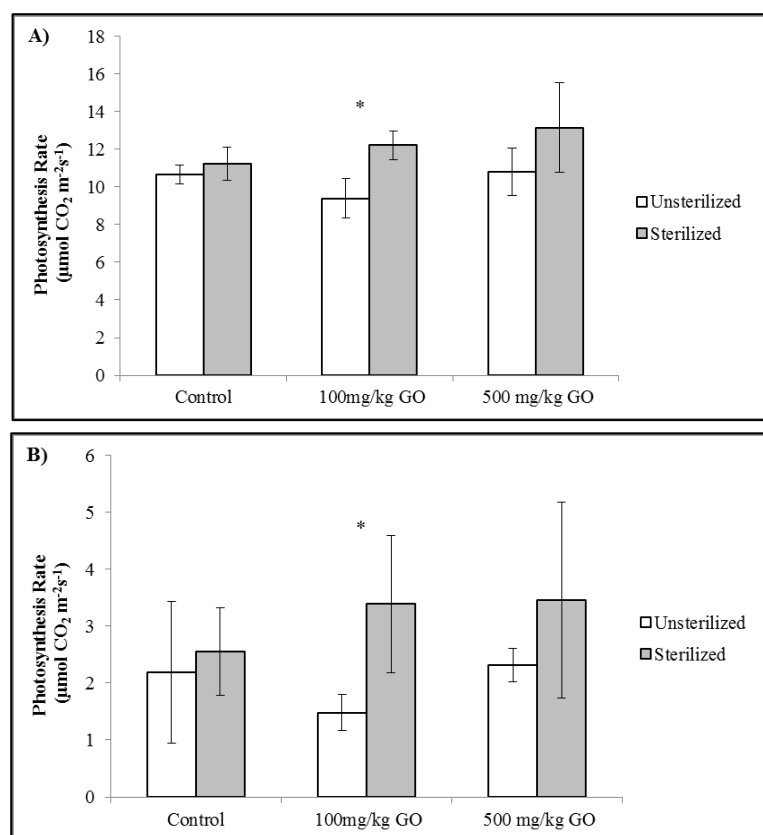 A)
18
16
14
12
10
8
6
4
2
0
Photosynthesis Rate
(µmol CO₂ m⁻²s⁻¹)
*
Control
100mg/kg GO
500 mg/kg GO
Unsterilized
Sterilized
B)
6
5
4
3
2
1
0
Photosynthesis Rate
(µmol CO₂ m⁻²s⁻¹)
*
Control
100mg/kg GO
500 mg/kg GO
Unsterilized
Sterilized